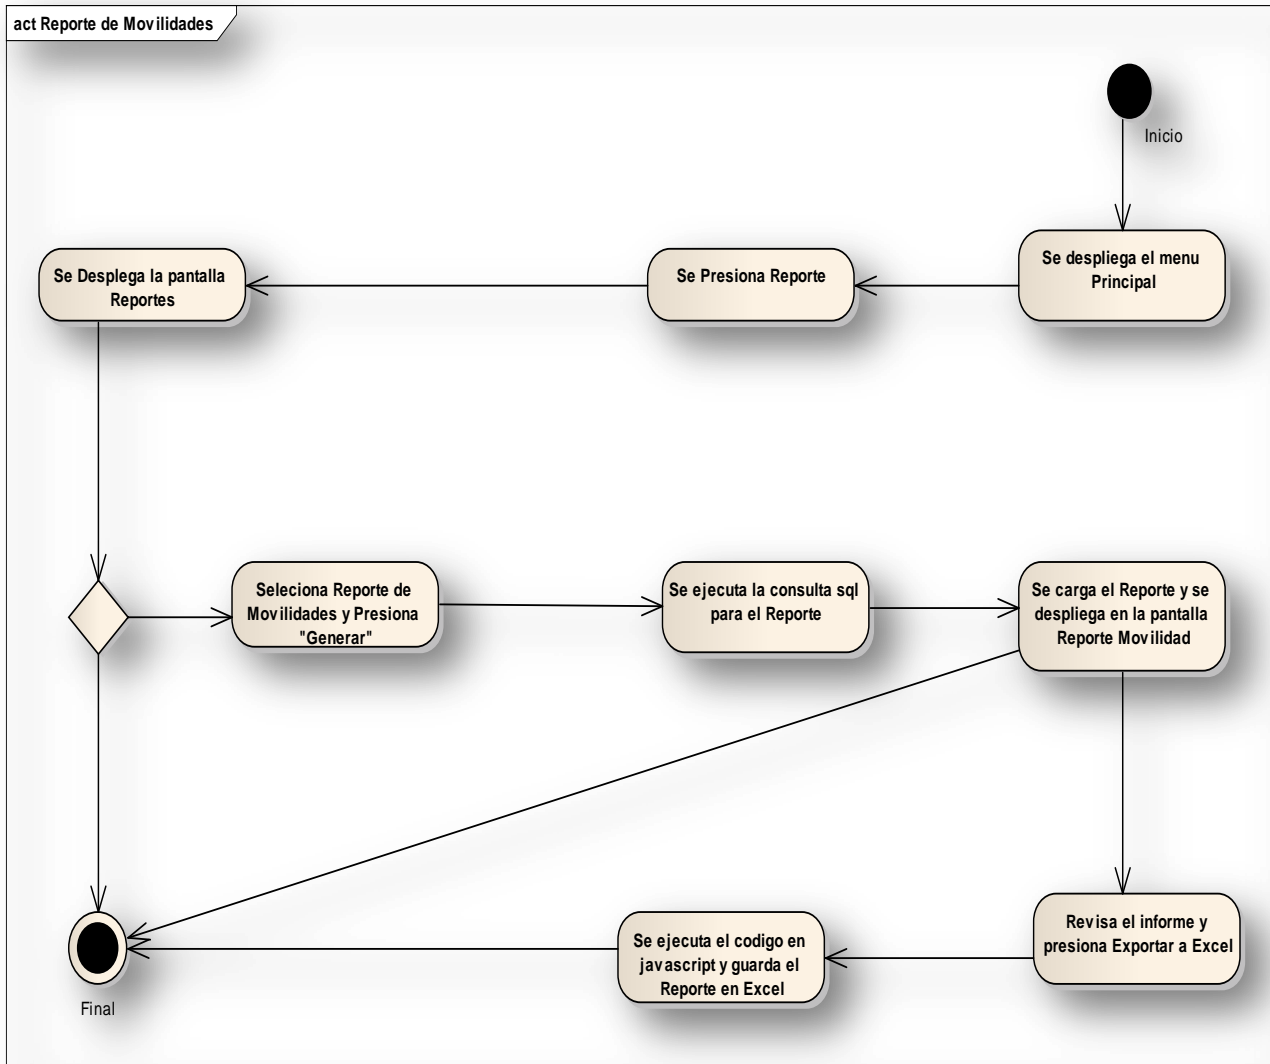 act Reporte de Movilidades
Inicio
Se despliega el menu
Principal
Se Presiona Reporte
Se Desplega la pantalla
Reportes
Seleciona Reporte de
Movilidades y Presiona
"Generar"
Se ejecuta la consulta sql
para el Reporte
Se carga el Reporte y se
despliega en la pantalla
Reporte Movilidad
Revisa el informe y
presiona Exportar a Excel
Se ejecuta el codigo en
javascript y guarda el
Reporte en Excel
Final